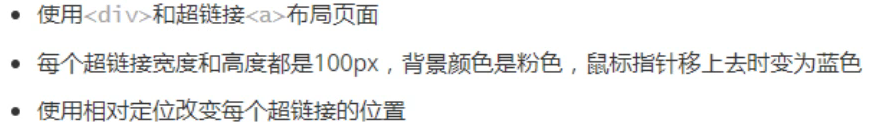 • 使用<div>和超链接<a>布局页面
• 每个超链接宽度和高度都是100px，背景颜色是粉色，鼠标指针移上去时变为蓝色
• 使用相对定位改变每个超链接的位置